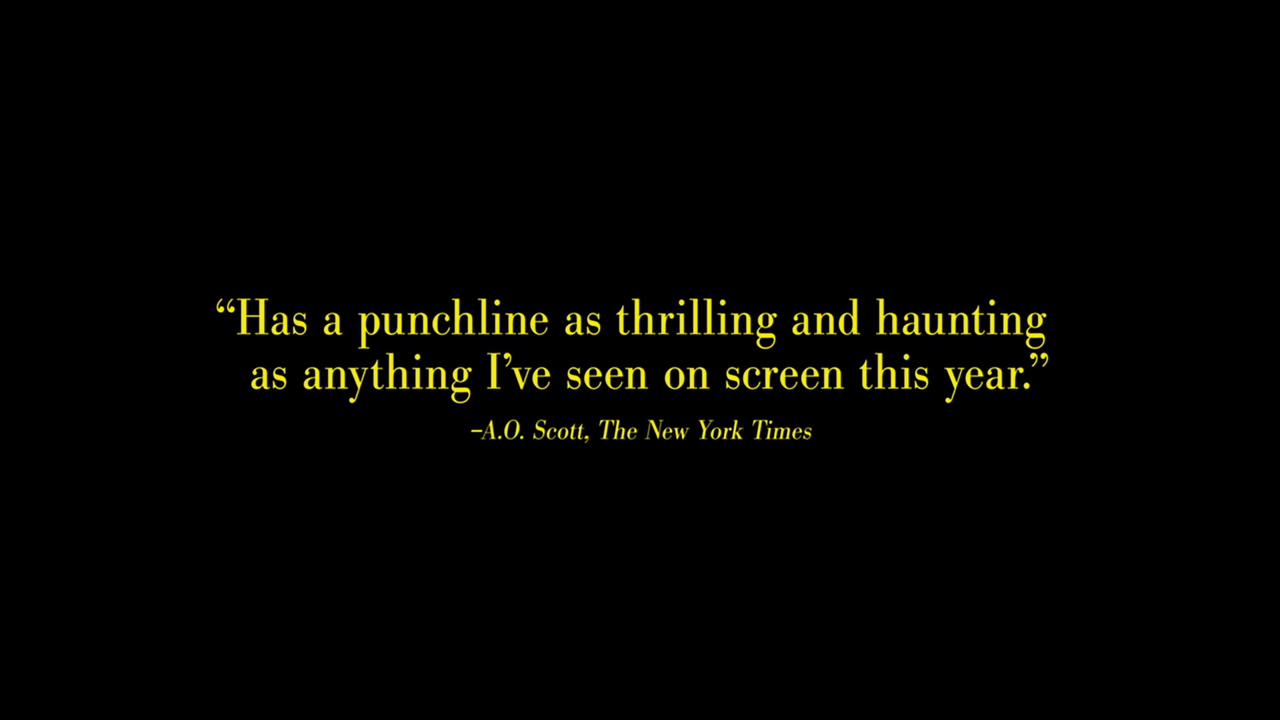 “Has a punchline as thrilling and haunting
as anything I’ve seen on screen this year.”
–A.O. Scott, The New York Times